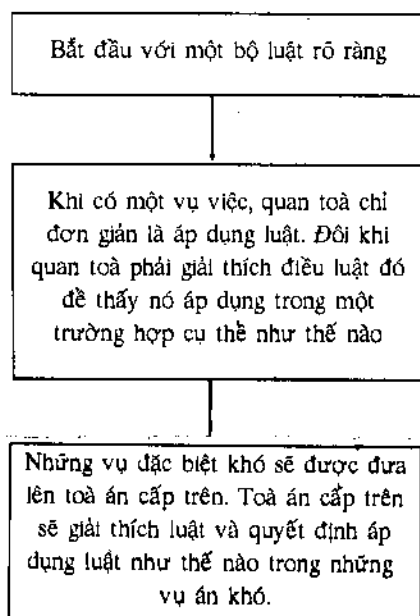 Bắt đầu với một bộ luật rõ ràng
Khi có một vụ việc, quan toà chỉ
đơn giản là áp dụng luật. Đôi khi
quan toà phải giải thích điều luật đó
để thấy nó áp dụng trong một
trường hợp cụ thể như thế nào
Những vụ đặc biệt khó sẽ được đưa
lên toà án cấp trên. Toà án cấp trên
sẽ giải thích luật và quyết định áp
dụng luật như thế nào trong những
vụ án khó.